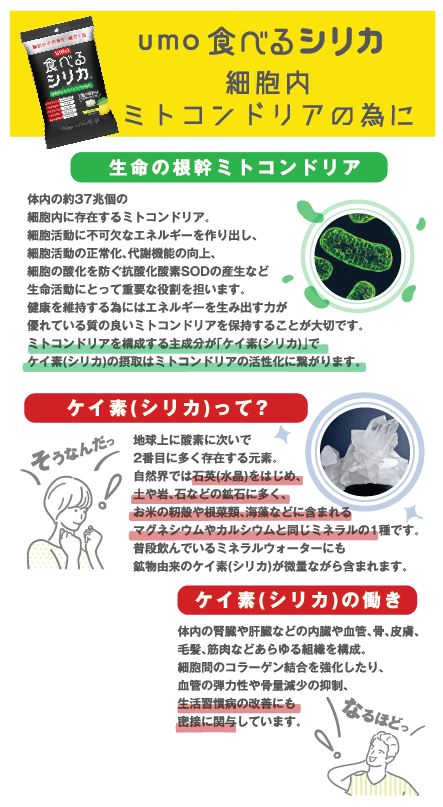 umo
食べる
シリカ
umo 食べるシリカ
細胞内
ミトコンドリアの為に
生命の根幹ミトコンドリア
体内の約37兆個の
細胞内に存在するミトコンドリア。
細胞活動に不可欠なエネルギーを作り出し、
細胞活動の正常化、代謝機能の向上、
細胞の酸化を防ぐ抗酸化酸素SODの産生など
生命活動にとって重要な役割を担います。
健康を維持する為にはエネルギーを生み出す力が
優れている質の良いミトコンドリアを保持することが大切です。
ミトコンドリアを構成する主成分が「ケイ素(シリカ)」で
ケイ素(シリカ)の摂取はミトコンドリアの活性化に繋がります。
ケイ素(シリカ)って?
そうなんだっ
地球上に酸素に次いで
2番目に多く存在する元素。
自然界では石英(水晶)をはじめ、
土や岩、石などの鉱石に多く、
お米の籾殻や根菜類、海藻などに含まれる
マグネシウムやカルシウムと同じミネラルの1種です。
普段飲んでいるミネラルウォーターにも
鉱物由来のケイ素(シリカ)が微量ながら含まれます。
ケイ素(シリカ)の働き
体内の腎臓や肝臓などの内臓や血管、骨、皮膚、
毛髪、筋肉などあらゆる組織を構成。
細胞間のコラーゲン結合を強化したり、
血管の弾力性や骨量減少の抑制、
生活習慣病の改善にも
密接に関与しています。
なるほどっ